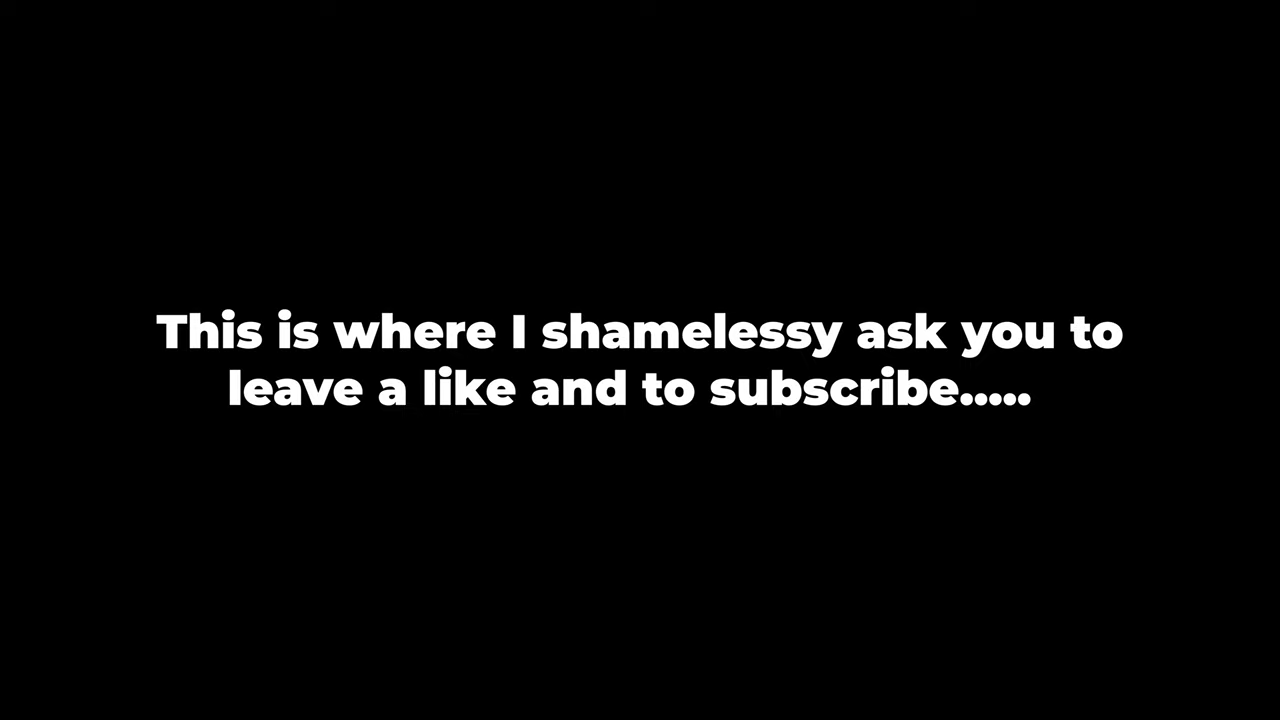 This is where I shamelessy ask you to
leave a like and to subscribe.....